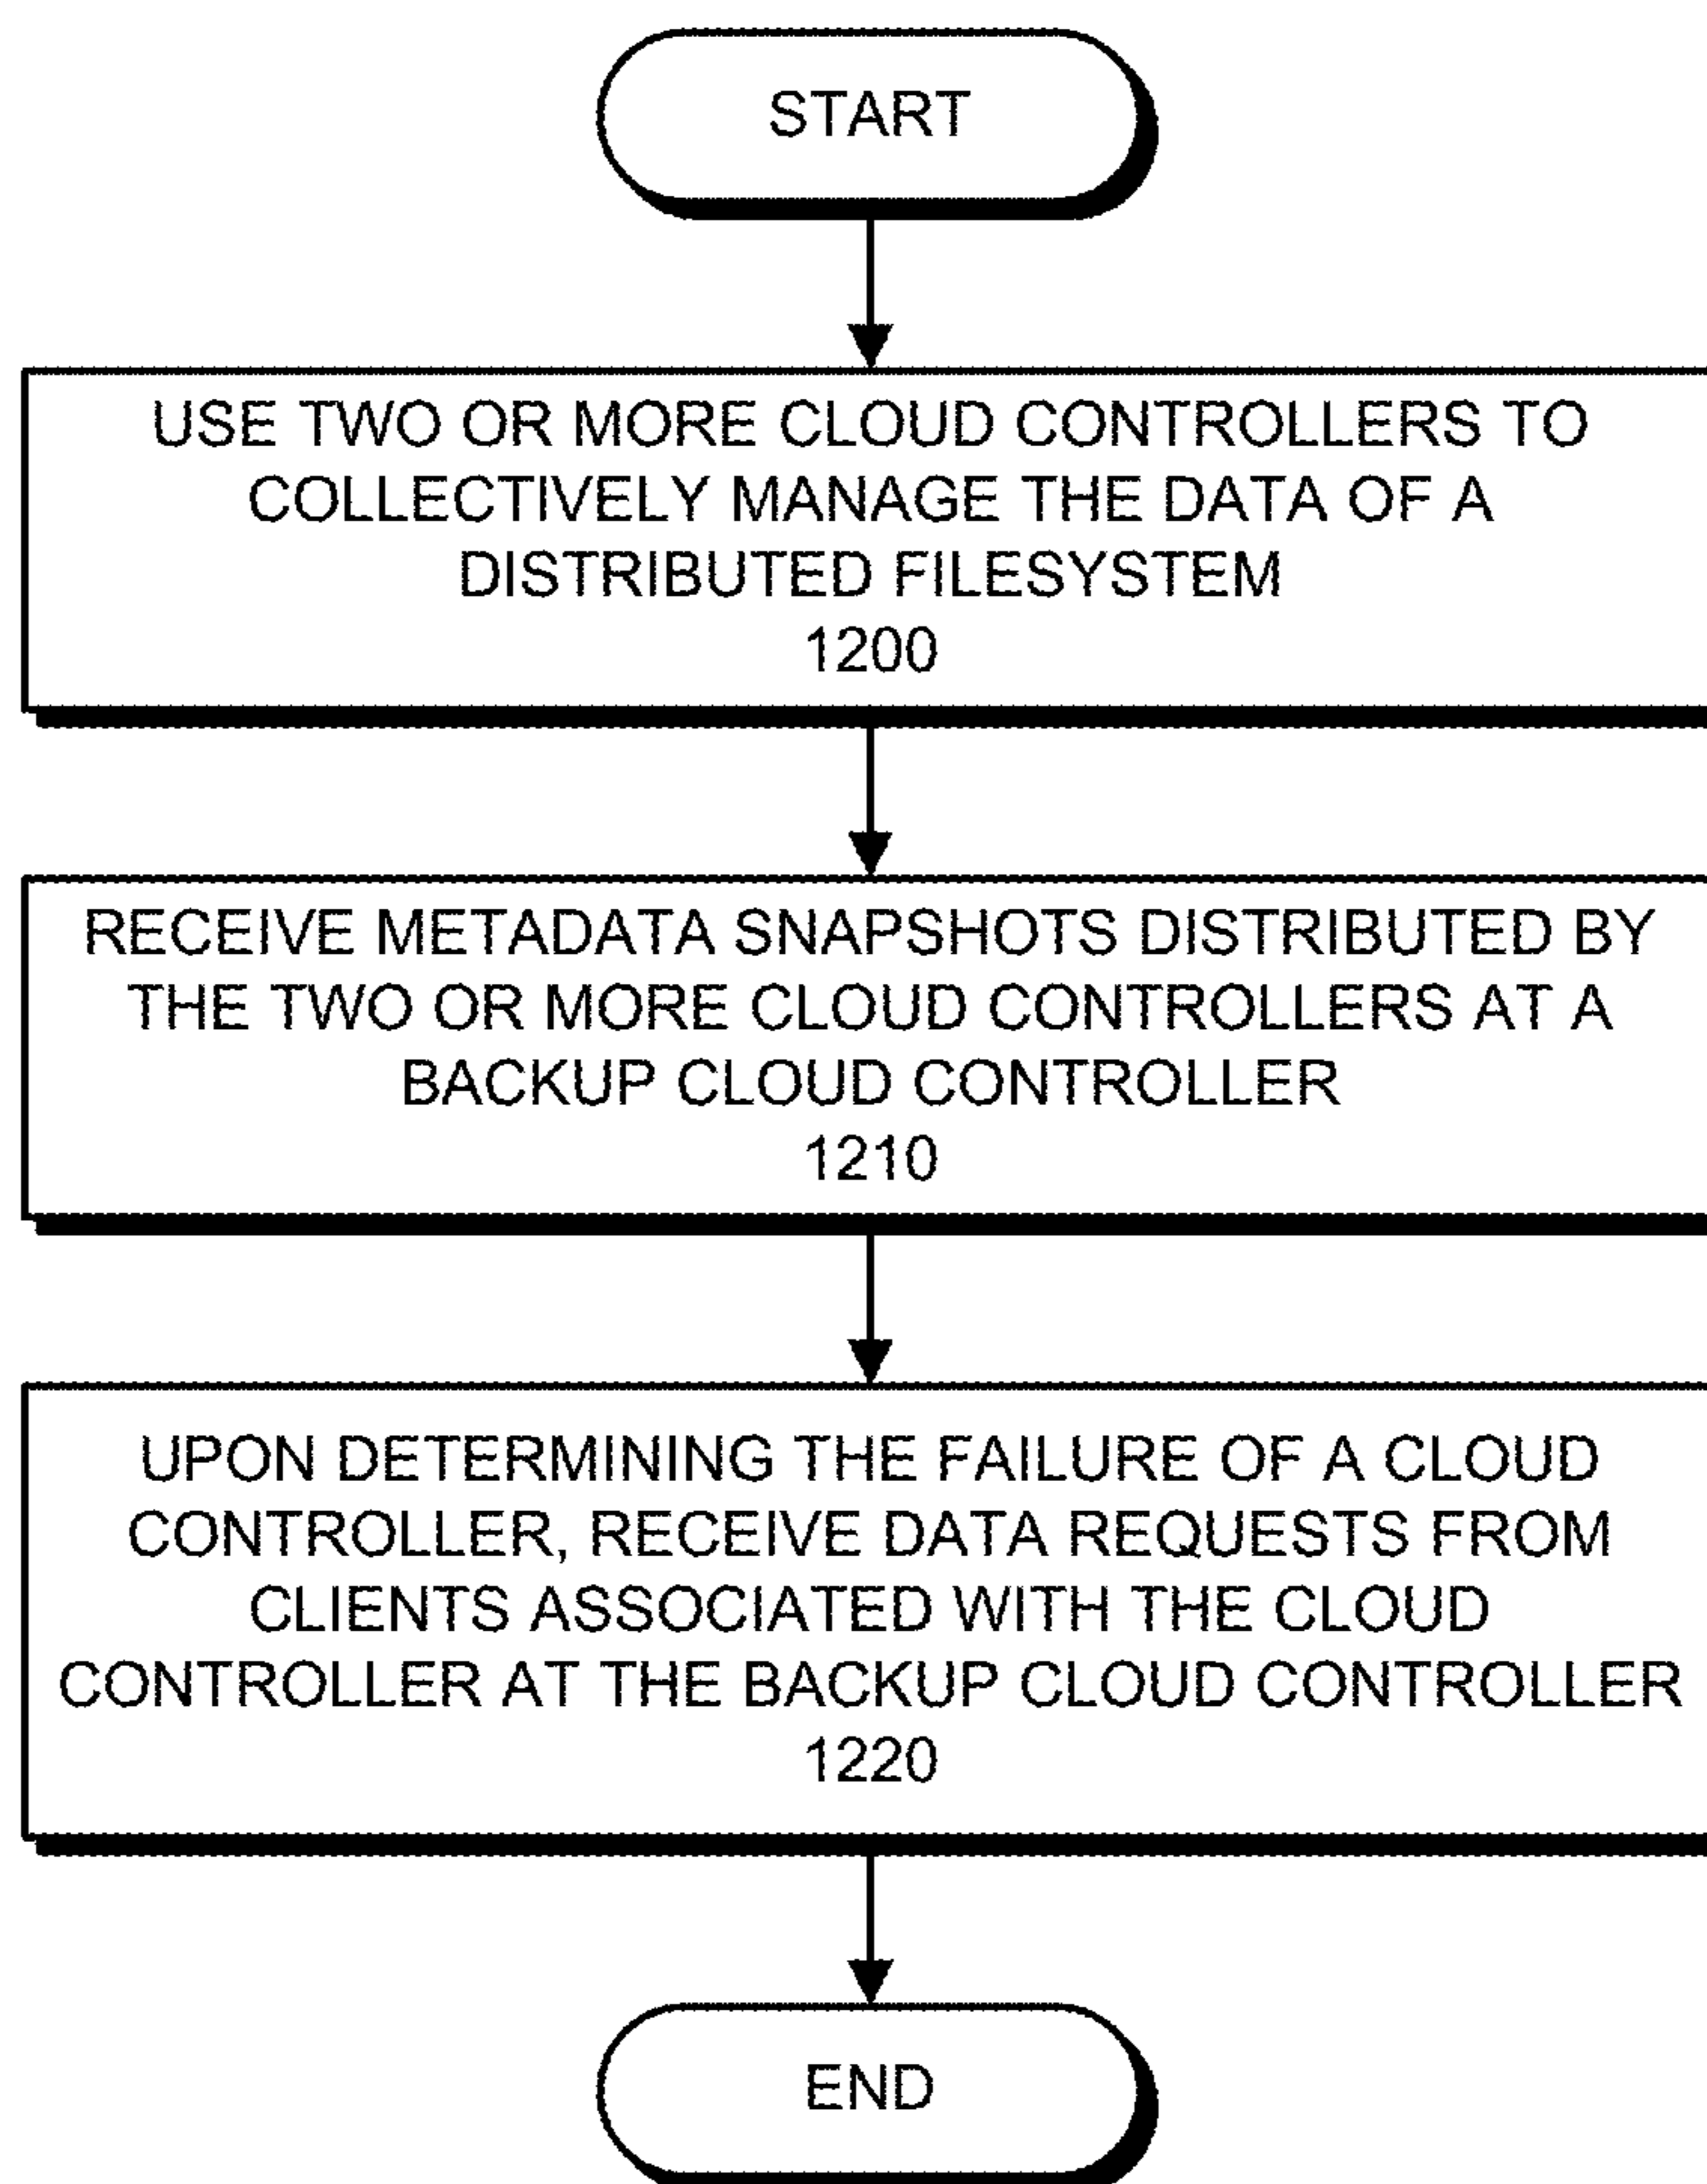 START
USE TWO OR MORE CLOUD CONTROLLERS TO
COLLECTIVELY MANAGE THE DATA OF A
DISTRIBUTED FILESYSTEM
1200
RECEIVE METADATA SNAPSHOTS DISTRIBUTED BY
THE TWO OR MORE CLOUD CONTROLLERS AT A
BACKUP CLOUD CONTROLLER
1210
UPON DETERMINING THE FAILURE OF A CLOUD
CONTROLLER, RECEIVE DATA REQUESTS FROM
CLIENTS ASSOCIATED WITH THE CLOUD
CONTROLLER AT THE BACKUP CLOUD CONTROLLER
1220
END